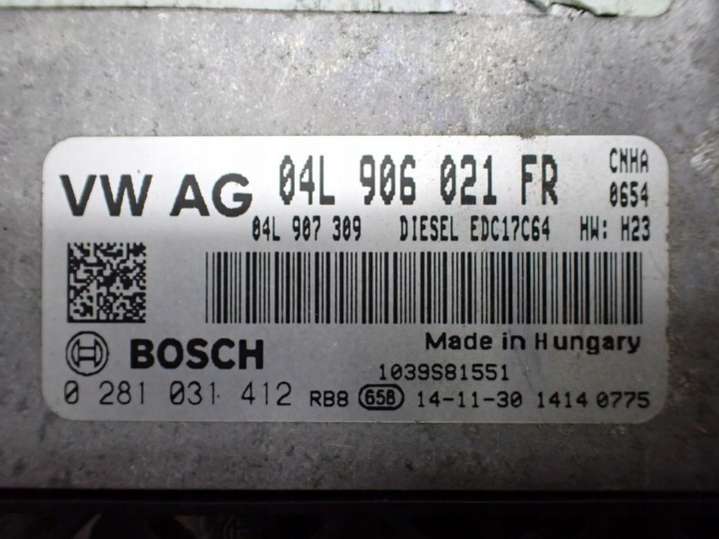 VW AG 04L 906 021 FR CNHA
0654
04L 907 309 DIESEL EDC17C64 HW: H23
BOSCH Made in Hungary
1039S81551
0 281 031 412 RB8 658 14-11-30 1414 0775